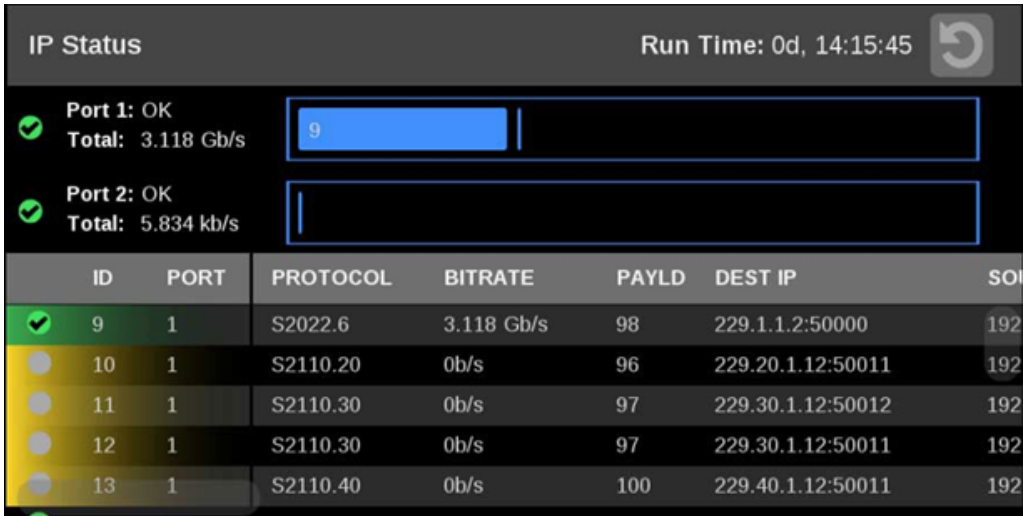 IP Status Run Time: 0d, 14:15:45
Port 1: OK
Total: 3.118 Gb/s
9
Port 2: OK
Total: 5.834 kb/s
ID PORT PROTOCOL BITRATE PAYLD DEST IP SOU
9 1 S2022.6 3.118 Gb/s 98 229.1.1.2:50000 192
10 1 S2110.20 0b/s 96 229.20.1.12:50011 192
11 1 S2110.30 0b/s 97 229.30.1.12:50012 192
12 1 S2110.30 0b/s 97 229.30.1.12:50011 192
13 1 S2110.40 0b/s 100 229.40.1.12:50011 192